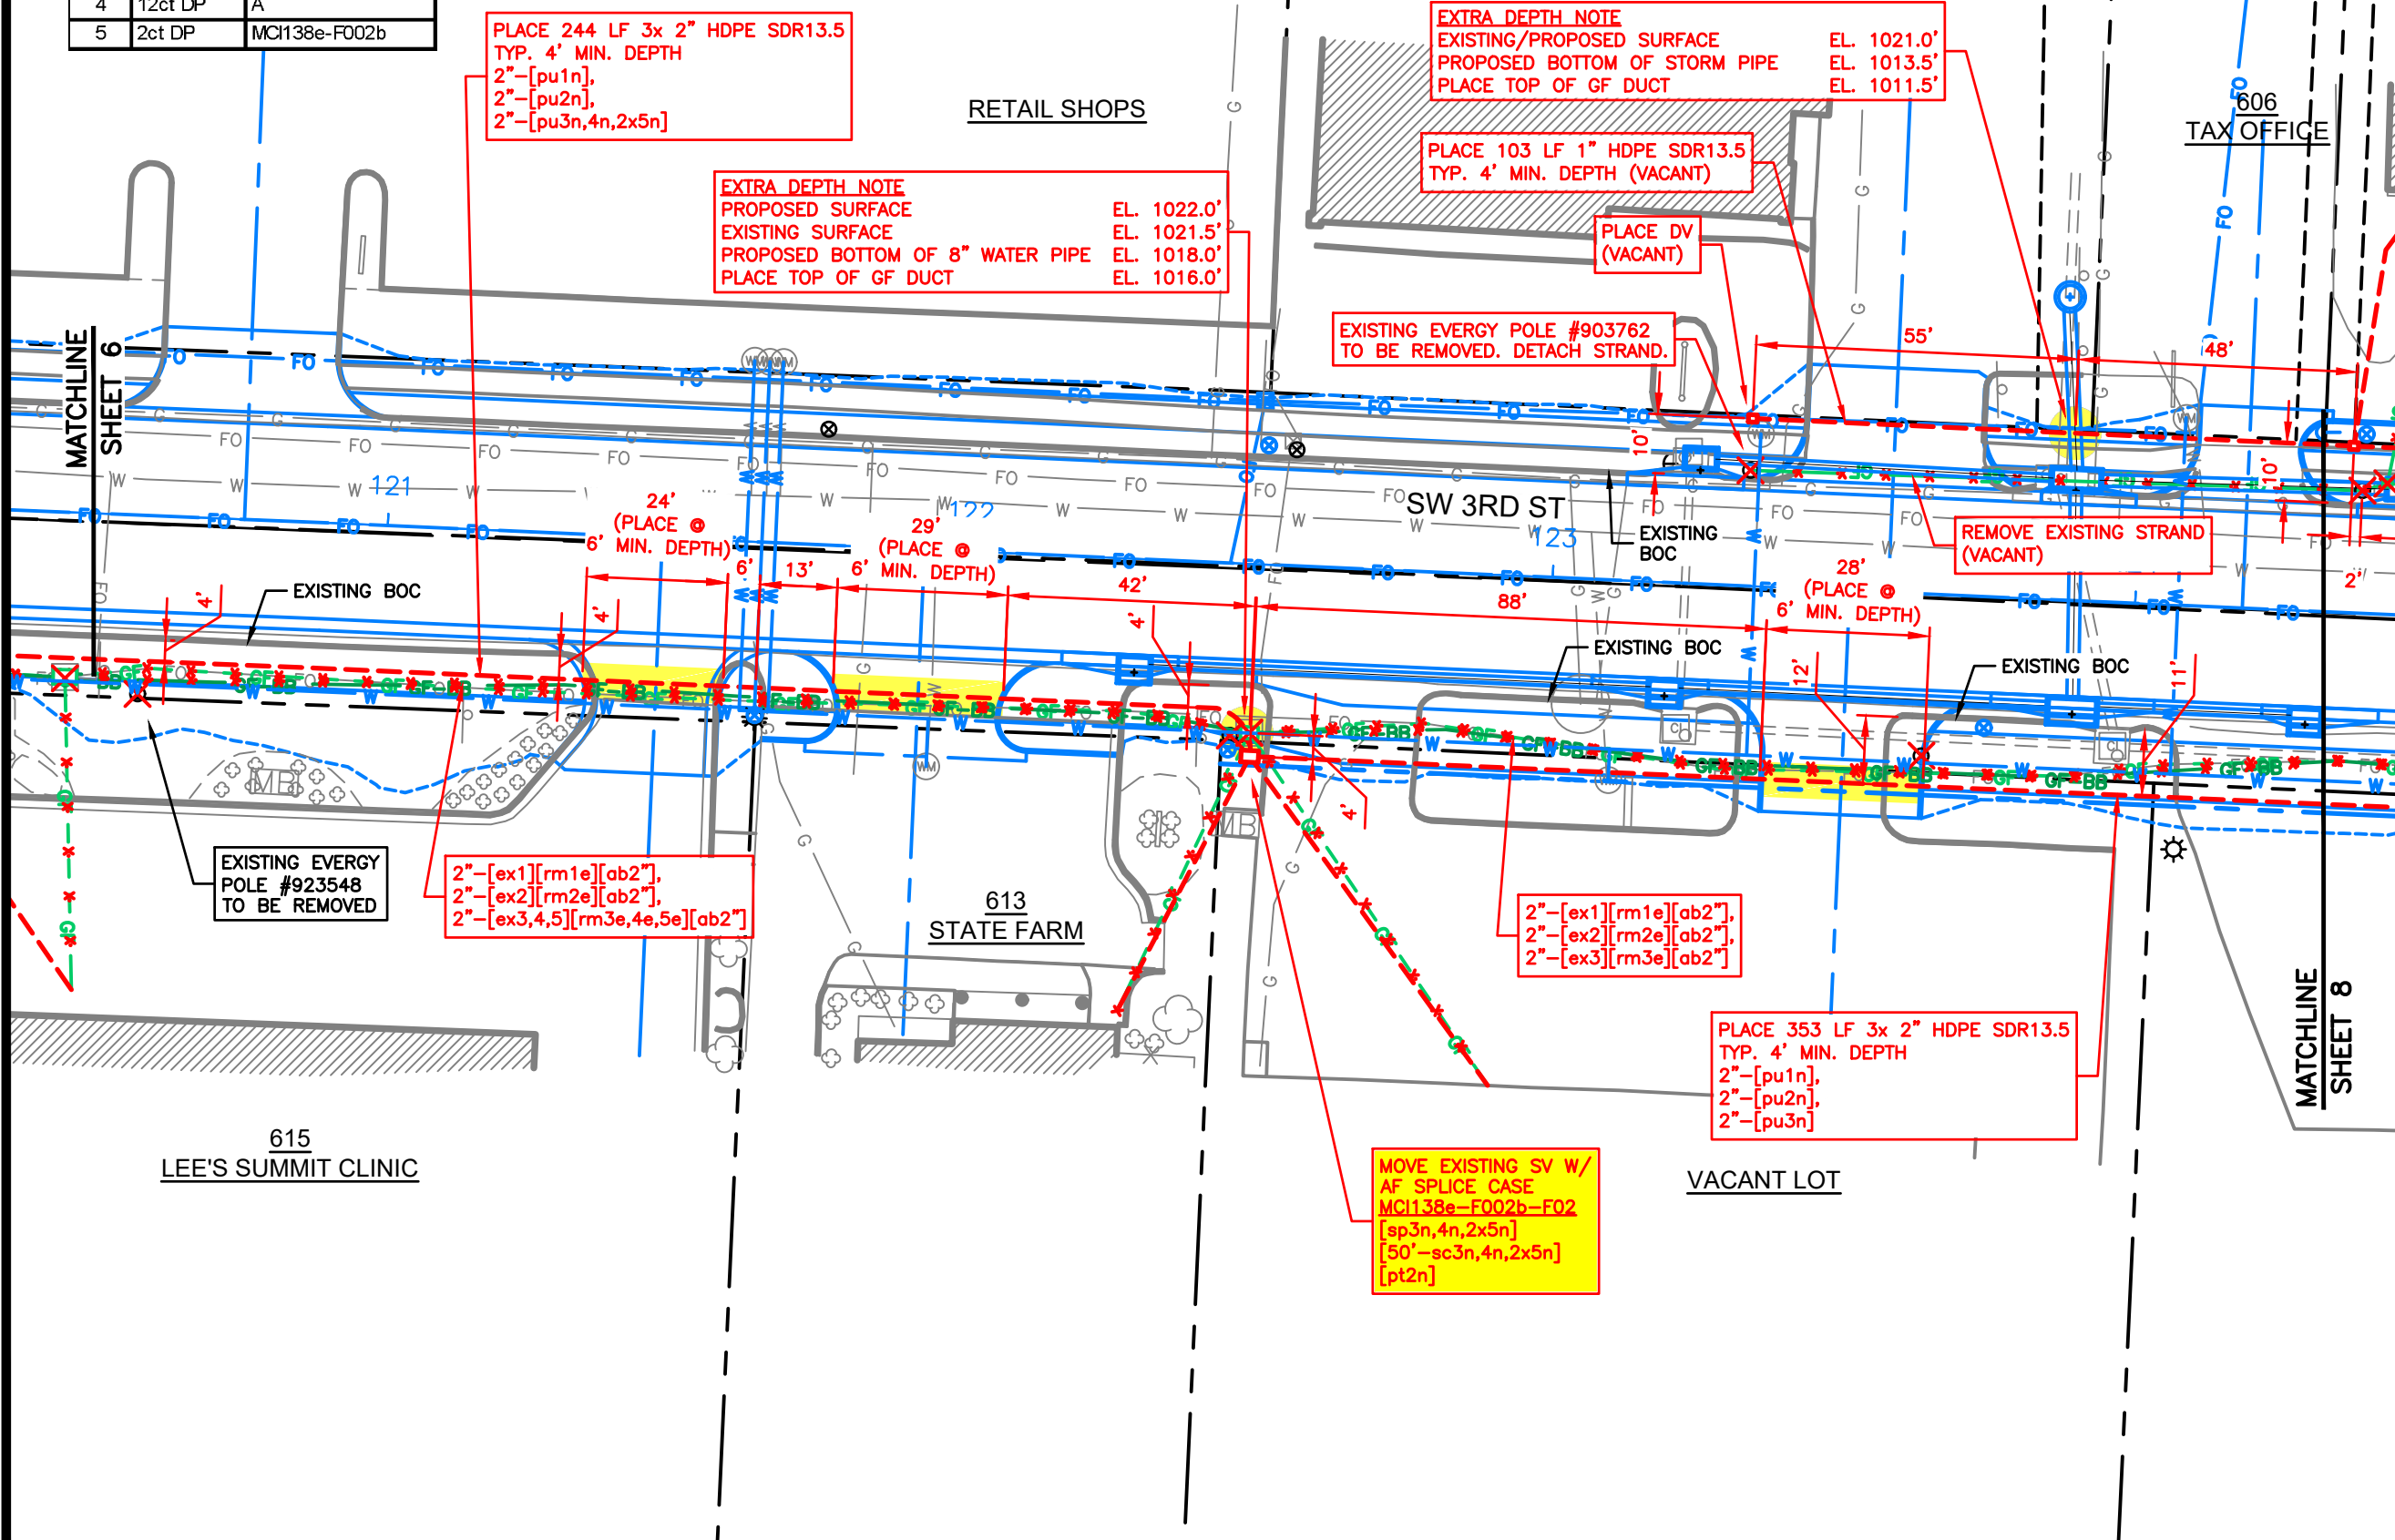 4 12ct DP A
5 2ct DP MCI138e-F002b
PLACE 244 LF 3x 2" HDPE SDR13.5
TYP. 4' MIN. DEPTH
2"-[pu1n],
2"-[pu2n],
2"-[pu3n,4n,2x5n]
RETAIL SHOPS
EXTRA DEPTH NOTE
EXISTING/PROPOSED SURFACE EL. 1021.0'
PROPOSED BOTTOM OF STORM PIPE EL. 1013.5'
PLACE TOP OF GF DUCT EL. 1011.5'
606
TAX OFFICE
PLACE 103 LF 1" HDPE SDR13.5
TYP. 4' MIN. DEPTH (VACANT)
EXTRA DEPTH NOTE
PROPOSED SURFACE EL. 1022.0'
EXISTING SURFACE EL. 1021.5'
PROPOSED BOTTOM OF 8" WATER PIPE EL. 1018.0'
PLACE TOP OF GF DUCT EL. 1016.0'
PLACE DV
(VACANT)
EXISTING EVERGY POLE #903762
TO BE REMOVED. DETACH STRAND.
55'
48'
MATCHLINE
SHEET 6
10'
10'
121
122
123
SW 3RD ST
EXISTING
BOC
REMOVE EXISTING STRAND
(VACANT)
24'
(PLACE @
6' MIN. DEPTH)
6'
13'
29'
(PLACE @
6' MIN. DEPTH)
42'
88'
28'
(PLACE @
6' MIN. DEPTH)
2'
EXISTING BOC
4'
4'
4'
EXISTING BOC
EXISTING BOC
12'
11'
4'
MB
MB
WM
EXISTING EVERGY
POLE #923548
TO BE REMOVED
2"-[ex1][rm1e][ab2"],
2"-[ex2][rm2e][ab2"],
2"-[ex3,4,5][rm3e,4e,5e][ab2"]
613
STATE FARM
2"-[ex1][rm1e][ab2"],
2"-[ex2][rm2e][ab2"],
2"-[ex3][rm3e][ab2"]
PLACE 353 LF 3x 2" HDPE SDR13.5
TYP. 4' MIN. DEPTH
2"-[pu1n],
2"-[pu2n],
2"-[pu3n]
MATCHLINE
SHEET 8
615
LEE'S SUMMIT CLINIC
MOVE EXISTING SV W/
AF SPLICE CASE
MCI138e-F002b-F02
[sp3n,4n,2x5n]
[50'-sc3n,4n,2x5n]
[pt2n]
VACANT LOT